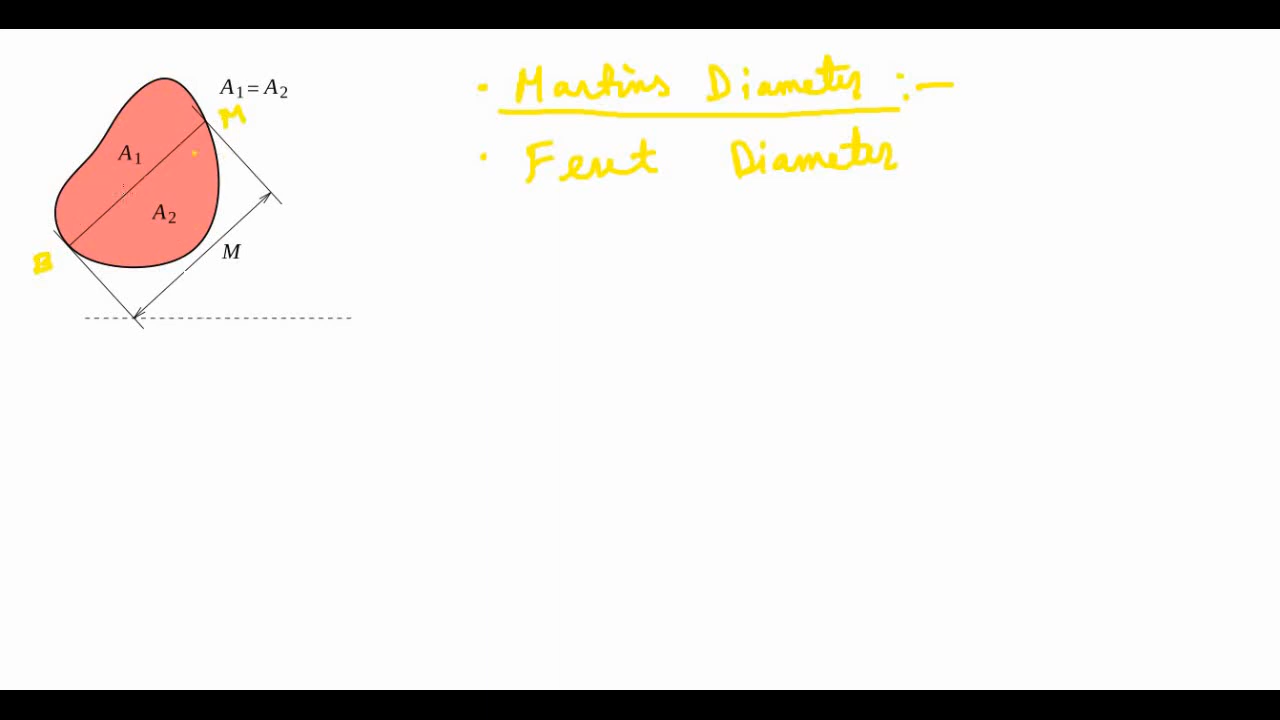 A1 = A2
M
A1
A2
M
B
· Martins Diameter :-
· Feret Diameter